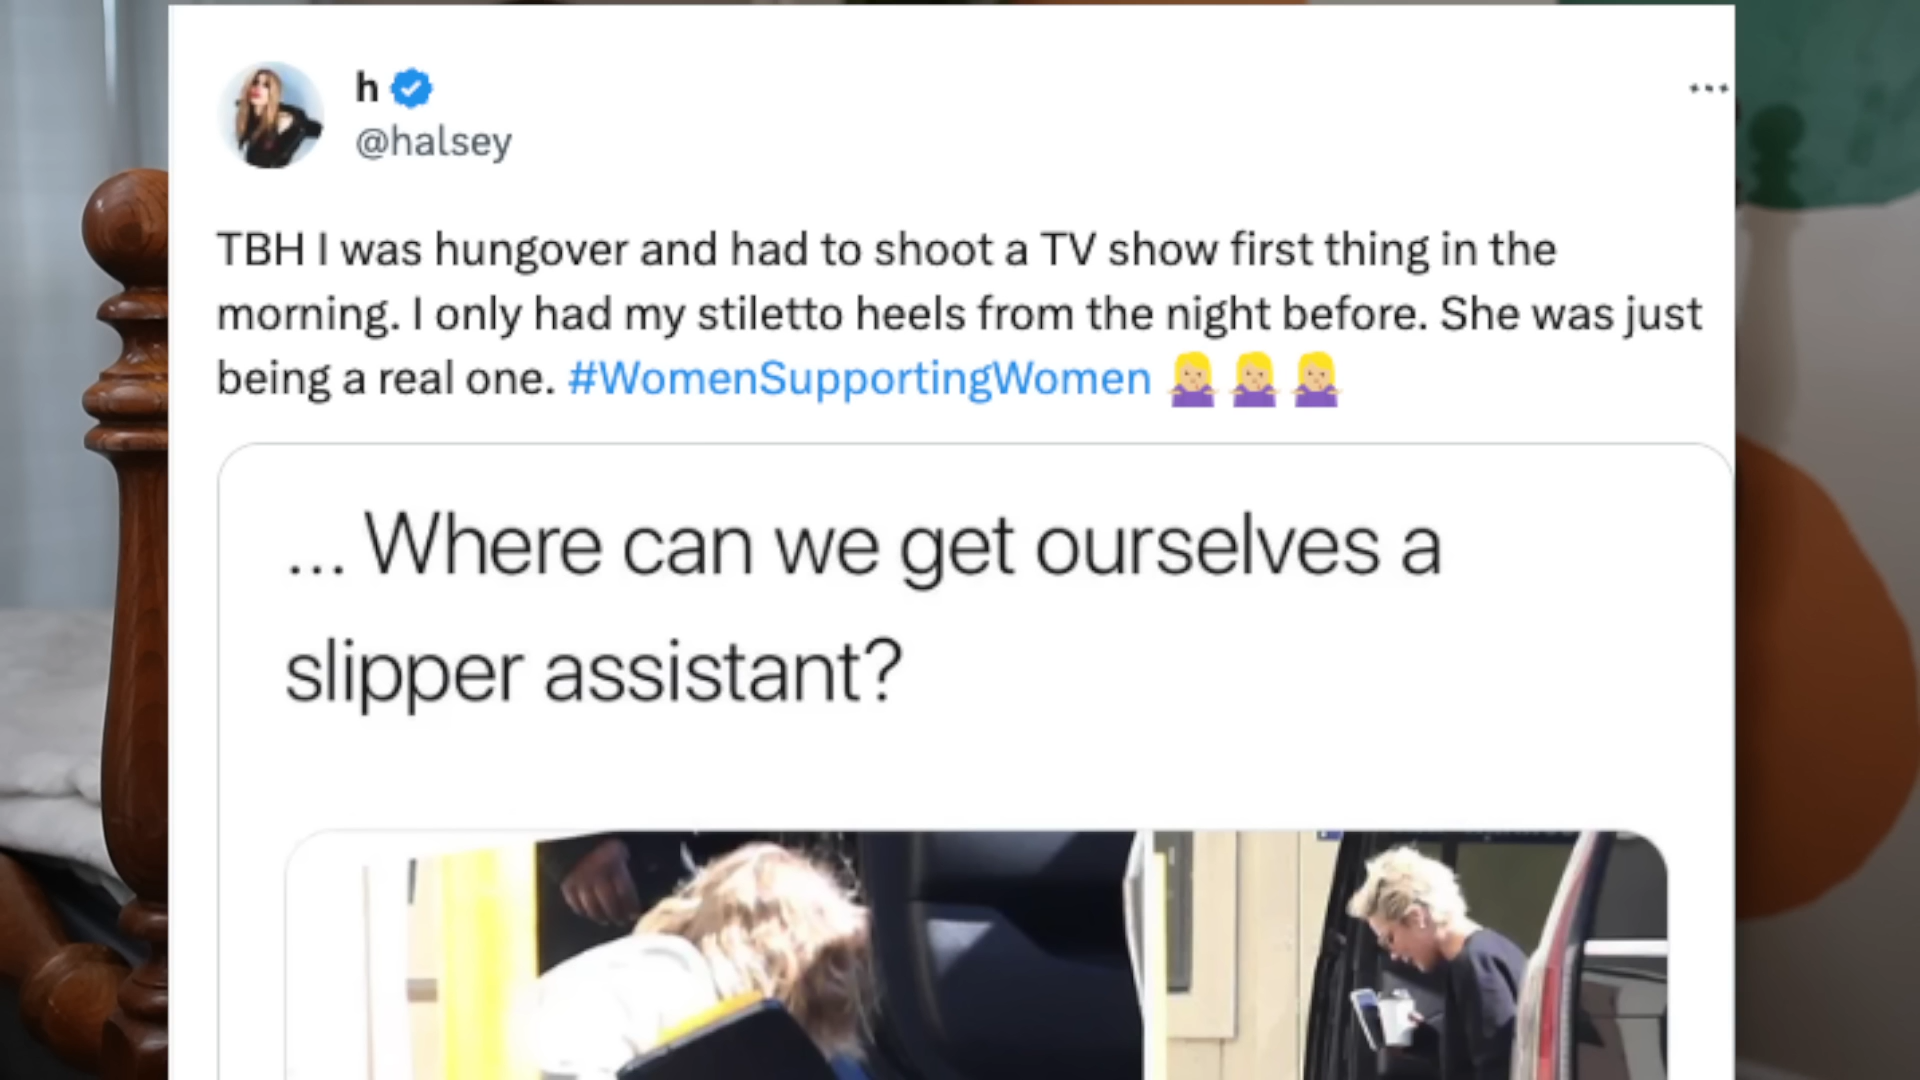 h
@halsey
TBH I was hungover and had to shoot a TV show first thing in the
morning. I only had my stiletto heels from the night before. She was just
being a real one. #WomenSupportingWomen 🤷🏼‍♀️🤷🏼‍♀️🤷🏼‍♀️
... Where can we get ourselves a
slipper assistant?